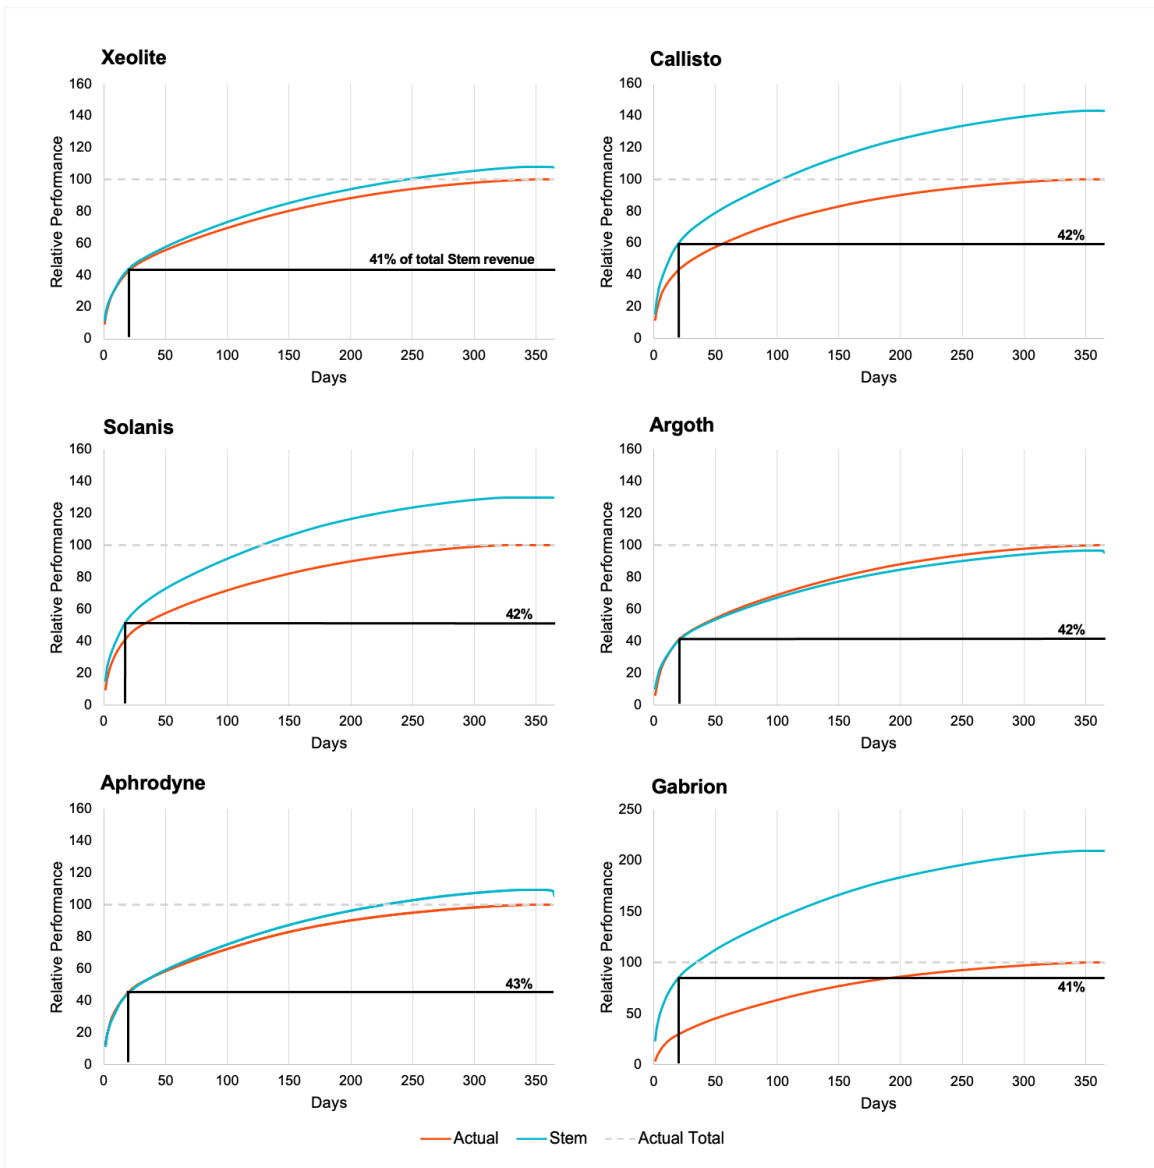 Xeolite
160
140
120
100
80
60
40
20
0
Relative Performance
41% of total Stem revenue
0 50 100 150 200 250 300 350
Days
Callisto
160
140
120
100
80
60
40
20
0
Relative Performance
42%
0 50 100 150 200 250 300 350
Days
Solanis
160
140
120
100
80
60
40
20
0
Relative Performance
42%
0 50 100 150 200 250 300 350
Days
Argoth
160
140
120
100
80
60
40
20
0
Relative Performance
42%
0 50 100 150 200 250 300 350
Days
Aphrodyne
160
140
120
100
80
60
40
20
0
Relative Performance
43%
0 50 100 150 200 250 300 350
Days
Gabrion
250
200
150
100
50
0
Relative Performance
41%
0 50 100 150 200 250 300 350
Days
Actual Stem Actual Total